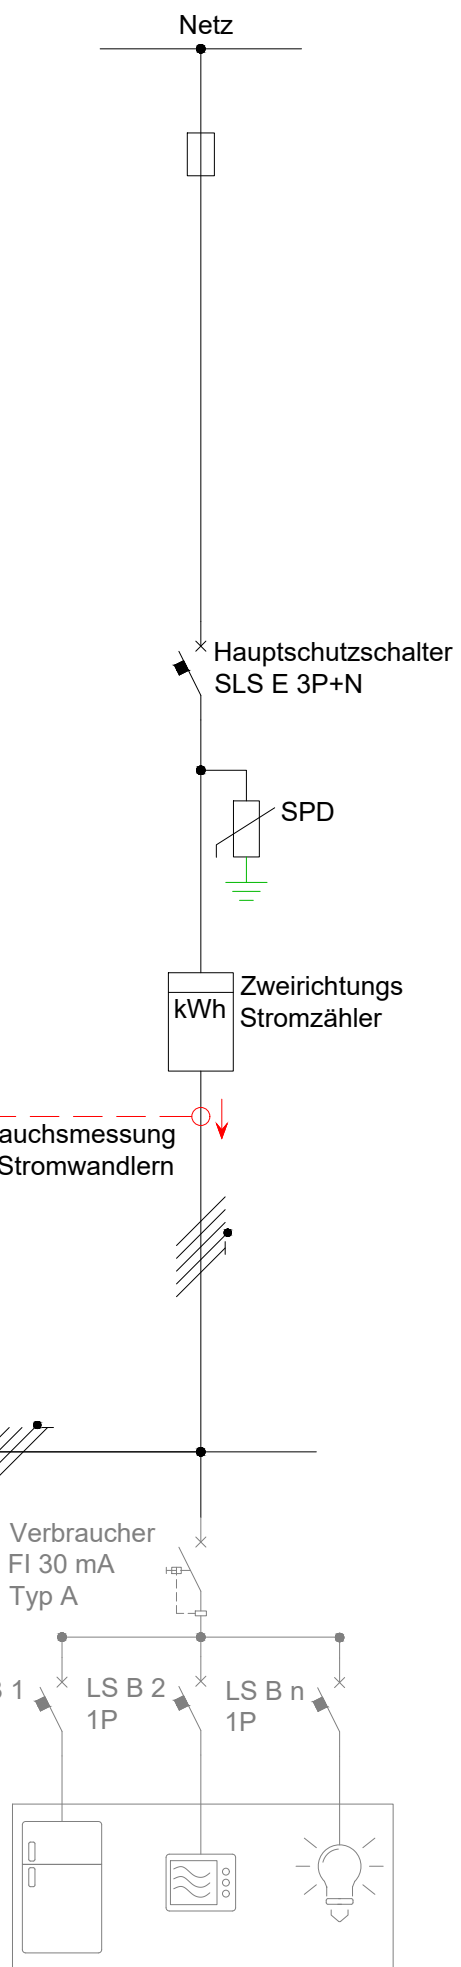 Netz
Hauptschutzschalter
SLS E 3P+N
SPD
kWh
Zweirichtungs
Stromzähler
auchsmessung
Stromwandlern
Verbraucher
FI 30 mA
Typ A
1
LS B 2
1P
LS B n
1P